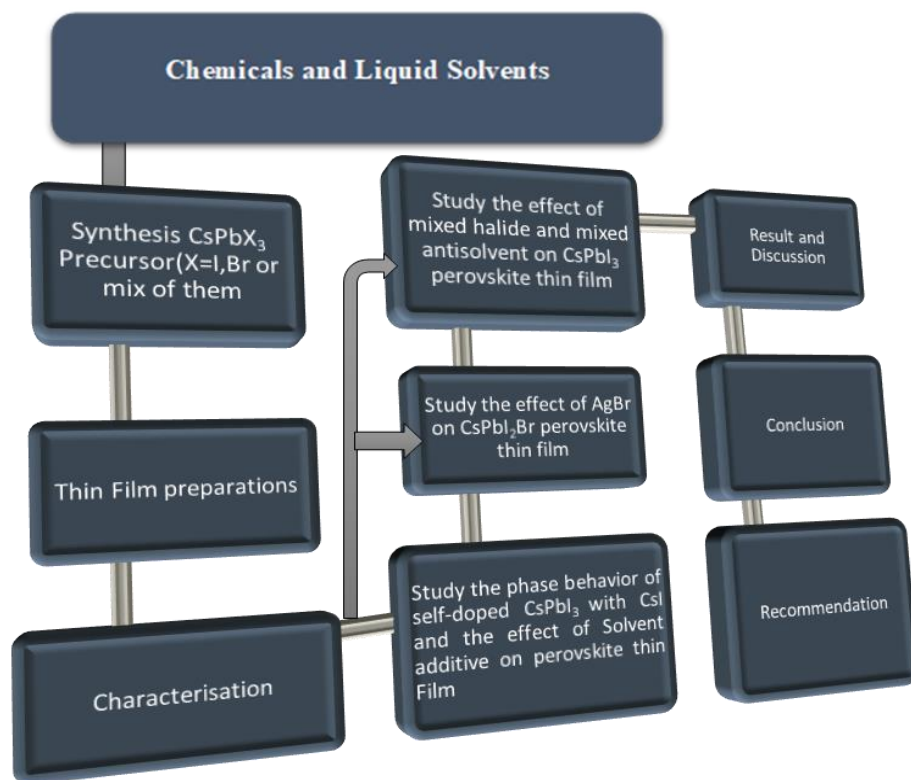 Chemicals and Liquid Solvents
Synthesis CsPbX₃
Precursor(X=I,Br or
mix of them
Thin Film preparations
Characterisation
Study the effect of
mixed halide and mixed
antisolvent on CsPbI₃
perovskite thin film
Study the effect of AgBr
on CsPbI₂Br perovskite
thin film
Study the phase behavior of
self-doped CsPbI₃ with CsI
and the effect of Solvent
additive on perovskite thin
Film
Result and
Discussion
Conclusion
Recommendation